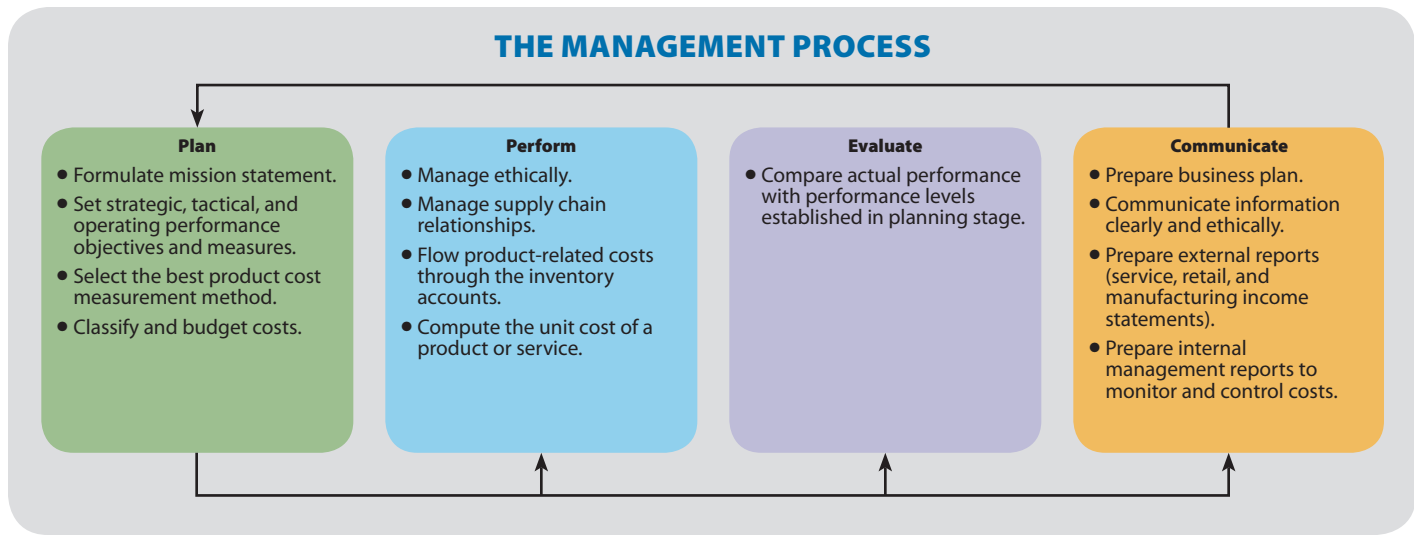 THE MANAGEMENT PROCESS
Plan
● Formulate mission statement.
● Set strategic, tactical, and
operating performance
objectives and measures.
● Select the best product cost
measurement method.
● Classify and budget costs.
Perform
● Manage ethically.
● Manage supply chain
relationships.
● Flow product-related costs
through the inventory
accounts.
● Compute the unit cost of a
product or service.
Evaluate
● Compare actual performance
with performance levels
established in planning stage.
Communicate
● Prepare business plan.
● Communicate information
clearly and ethically.
● Prepare external reports
(service, retail, and
manufacturing income
statements).
● Prepare internal
management reports to
monitor and control costs.